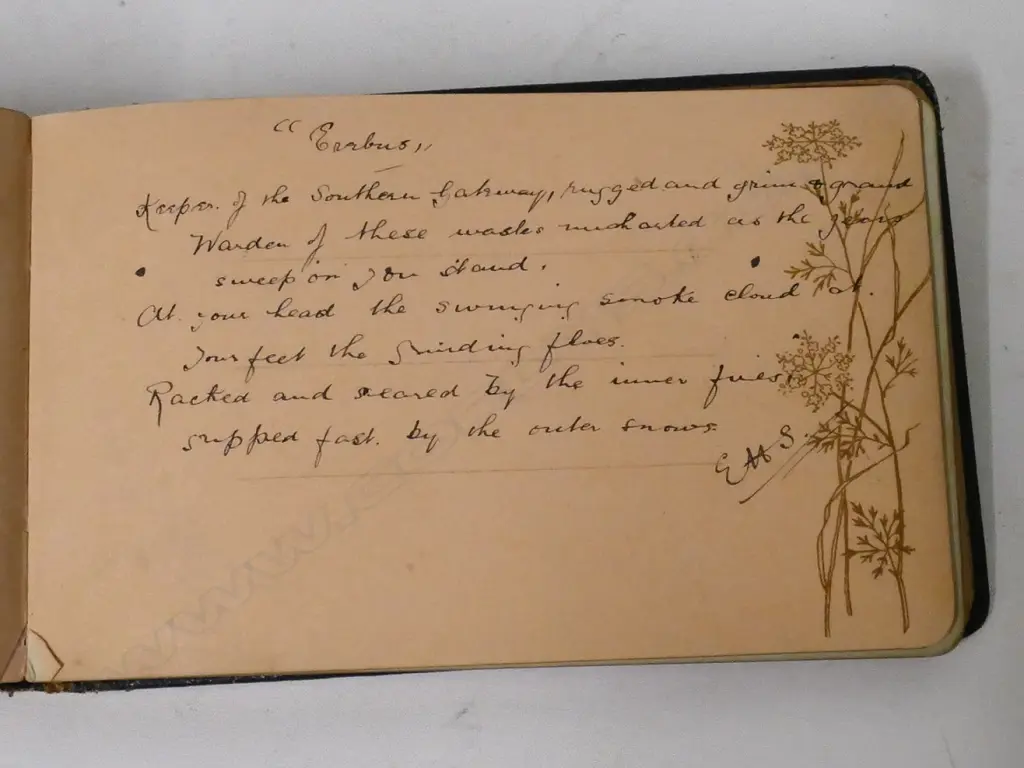 "Erebus"
Keeper of the Southern Gateway, rugged and grim & grand
Warden of these wastes uncharted as the years
sweep on you stand.
At your head the swinging smoke cloud at.
your feet the grinding floes.
Racked and seared by the inner fires,
gripped fast. by the outer snows
EHS